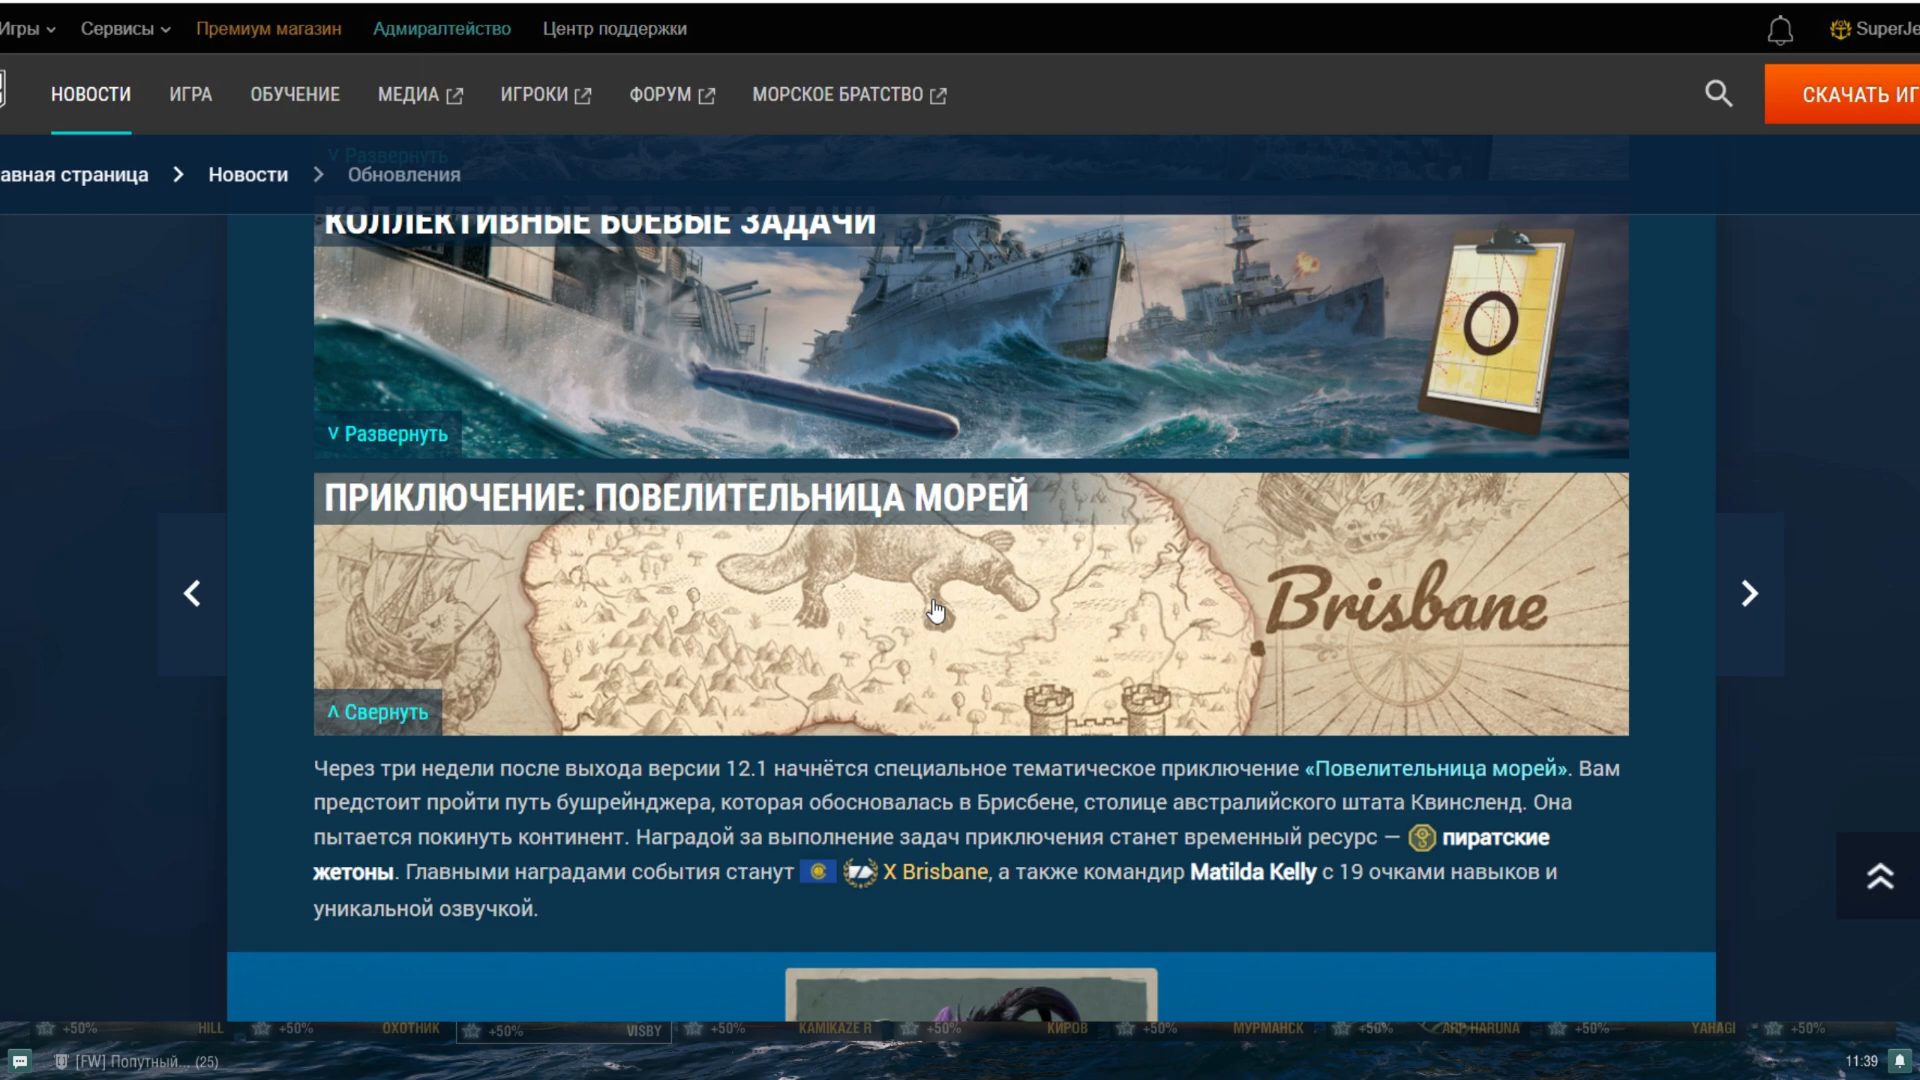 Игры Сервисы Премиум магазин Адмиралтейство Центр поддержки
НОВОСТИ ИГРА ОБУЧЕНИЕ МЕДИА ИГРОКИ ФОРУМ МОРСКОЕ БРАТСТВО СКАЧАТЬ ИГ
˅ Развернуть
авная страница Новости Обновления
КОЛЛЕКТИВНЫЕ БОЕВЫЕ ЗАДАЧИ
˅ Развернуть
ПРИКЛЮЧЕНИЕ: ПОВЕЛИТЕЛЬНИЦА МОРЕЙ
Brisbane
˄ Свернуть
Через три недели после выхода версии 12.1 начнётся специальное тематическое приключение «Повелительница морей». Вам
предстоит пройти путь бушрейнджера, которая обосновалась в Брисбене, столице австралийского штата Квинсленд. Она
пытается покинуть континент. Наградой за выполнение задач приключения станет временный ресурс — пиратские
жетоны. Главными наградами события станут X Brisbane, а также командир Matilda Kelly с 19 очками навыков и
уникальной озвучкой.
+50% HILL +50% ОХОТНИК +50% VISBY +50% KAMIKAZE R +50% КИРОВ +50% МУРМАНСК +50% ARP HARUNA +50% YAHAGI +50%
[FW] Попутный... (25) 11:39